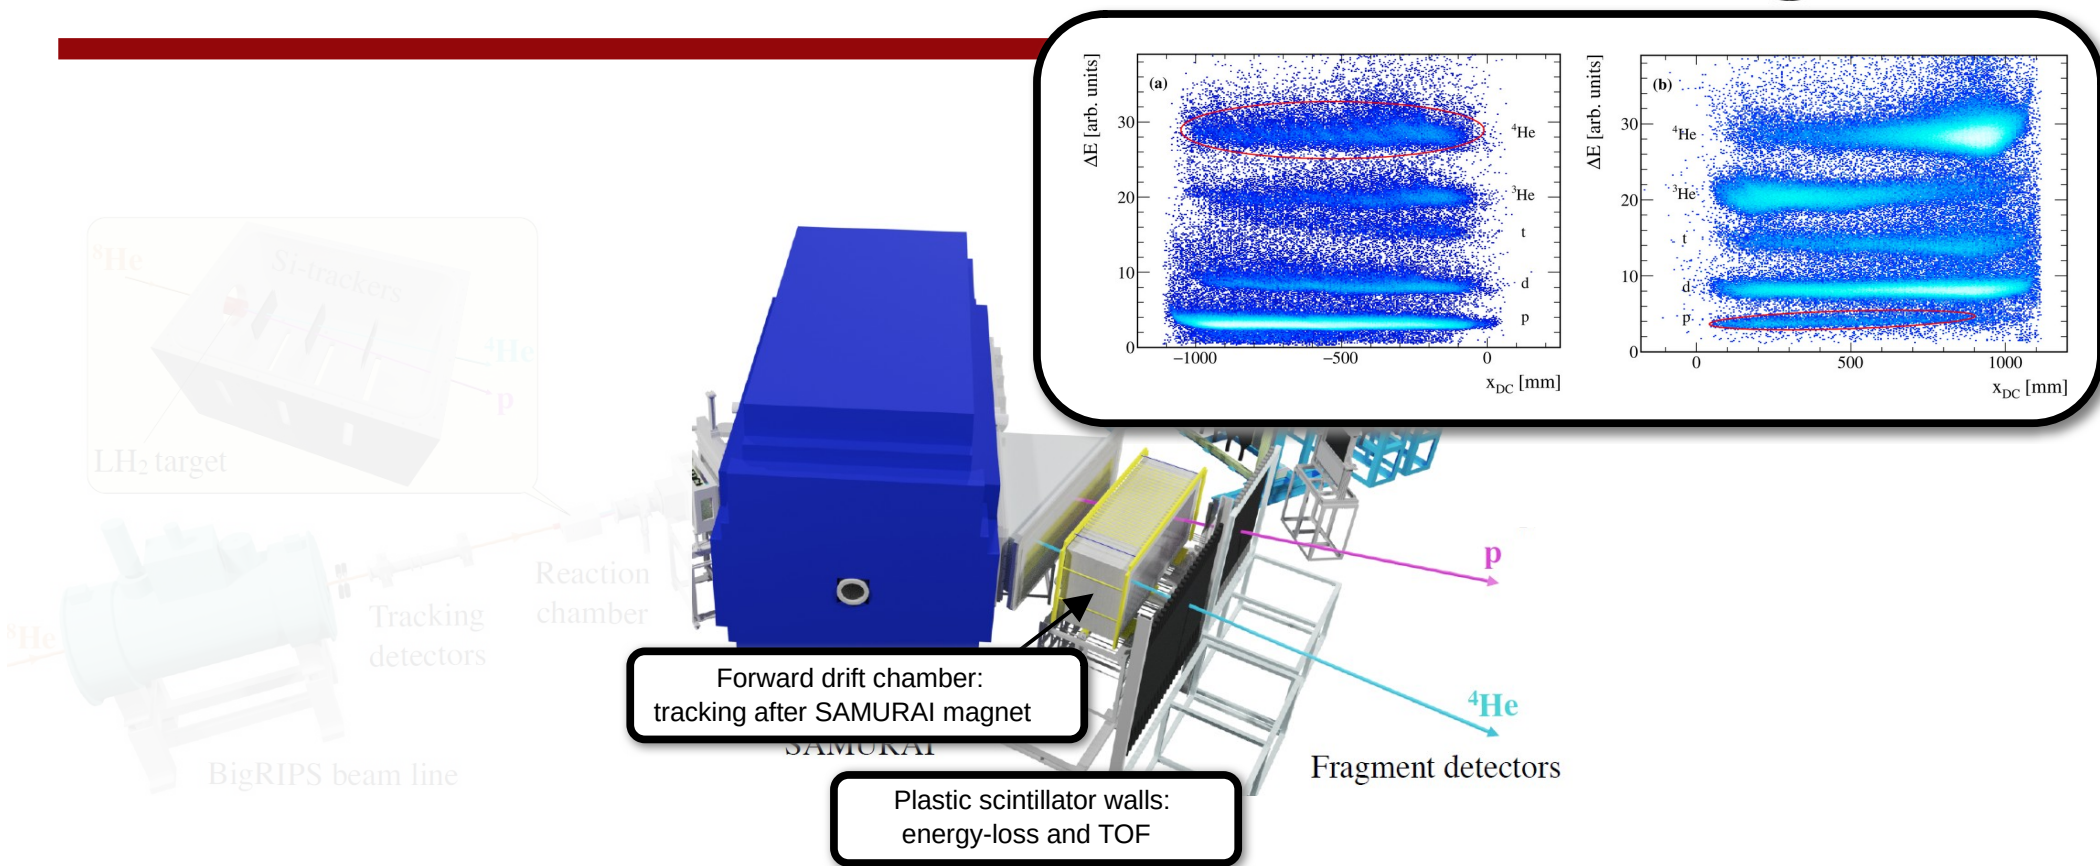 (a)
ΔE [arb. units]
30
20
10
0
⁴He
³He
t
d
p
−1000
−500
0
x_DC [mm]
(b)
ΔE [arb. units]
30
20
10
0
⁴He
³He
t
d
p
0
500
1000
x_DC [mm]
⁸He
Si-trackers
⁴He
p
LH₂ target
⁸He
Tracking
detectors
Reaction
chamber
BigRIPS beam line
p
⁴He
Forward drift chamber:
tracking after SAMURAI magnet
SAMURAI
Fragment detectors
Plastic scintillator walls:
energy-loss and TOF